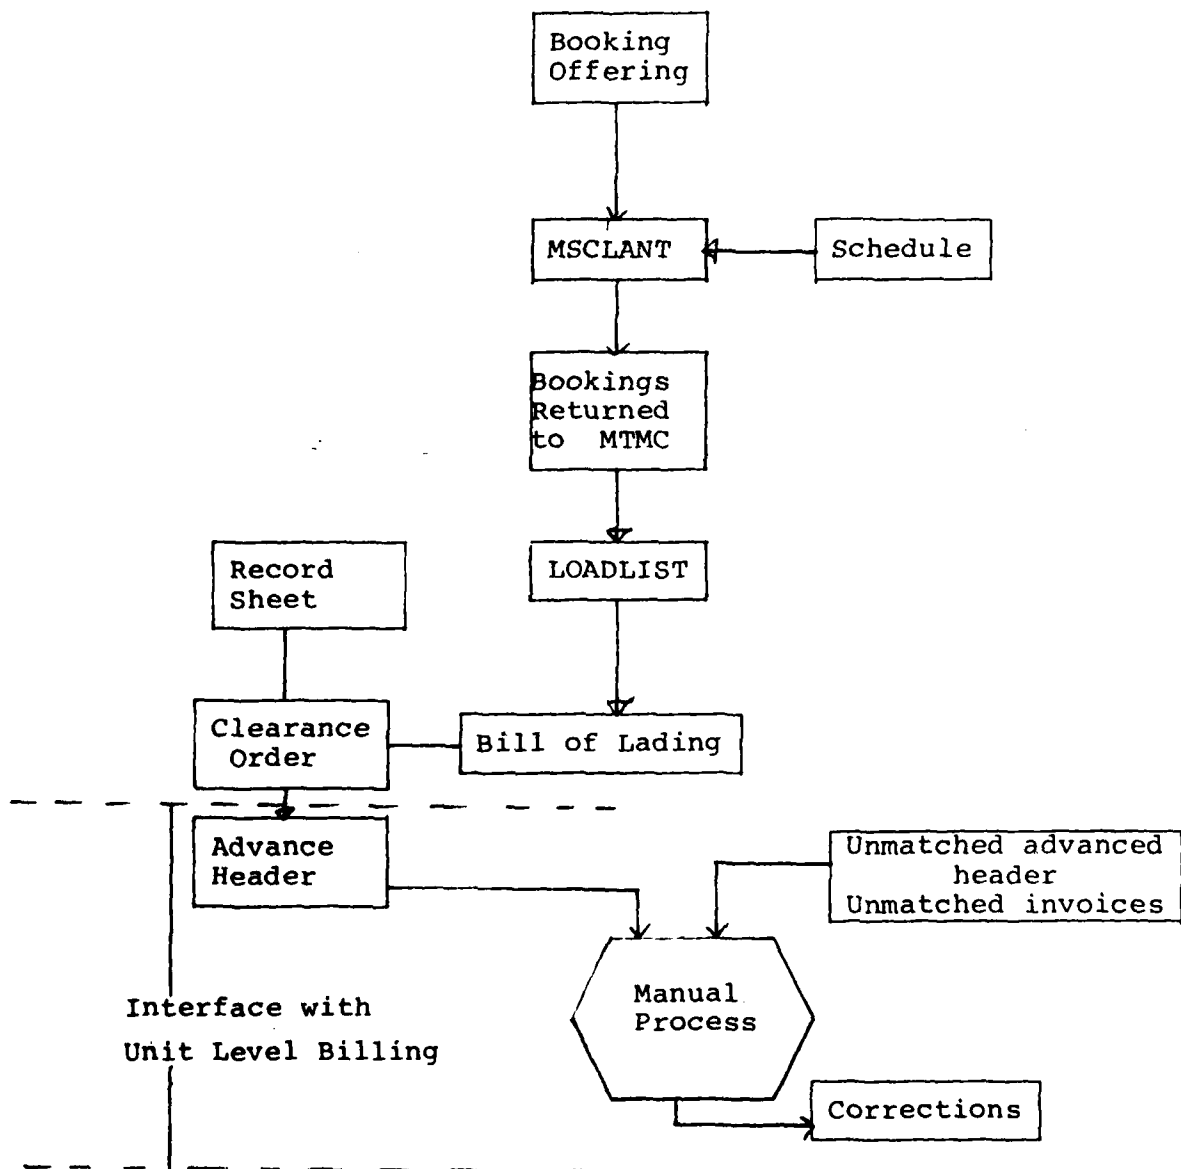 Booking
Offering
MSCLANT
Schedule
Bookings
Returned
to MTMC
LOADLIST
Record
Sheet
Clearance
Order
Bill of Lading
Advance
Header
Unmatched advanced
header
Unmatched invoices
Manual
Process
Interface with
Unit Level Billing
Corrections